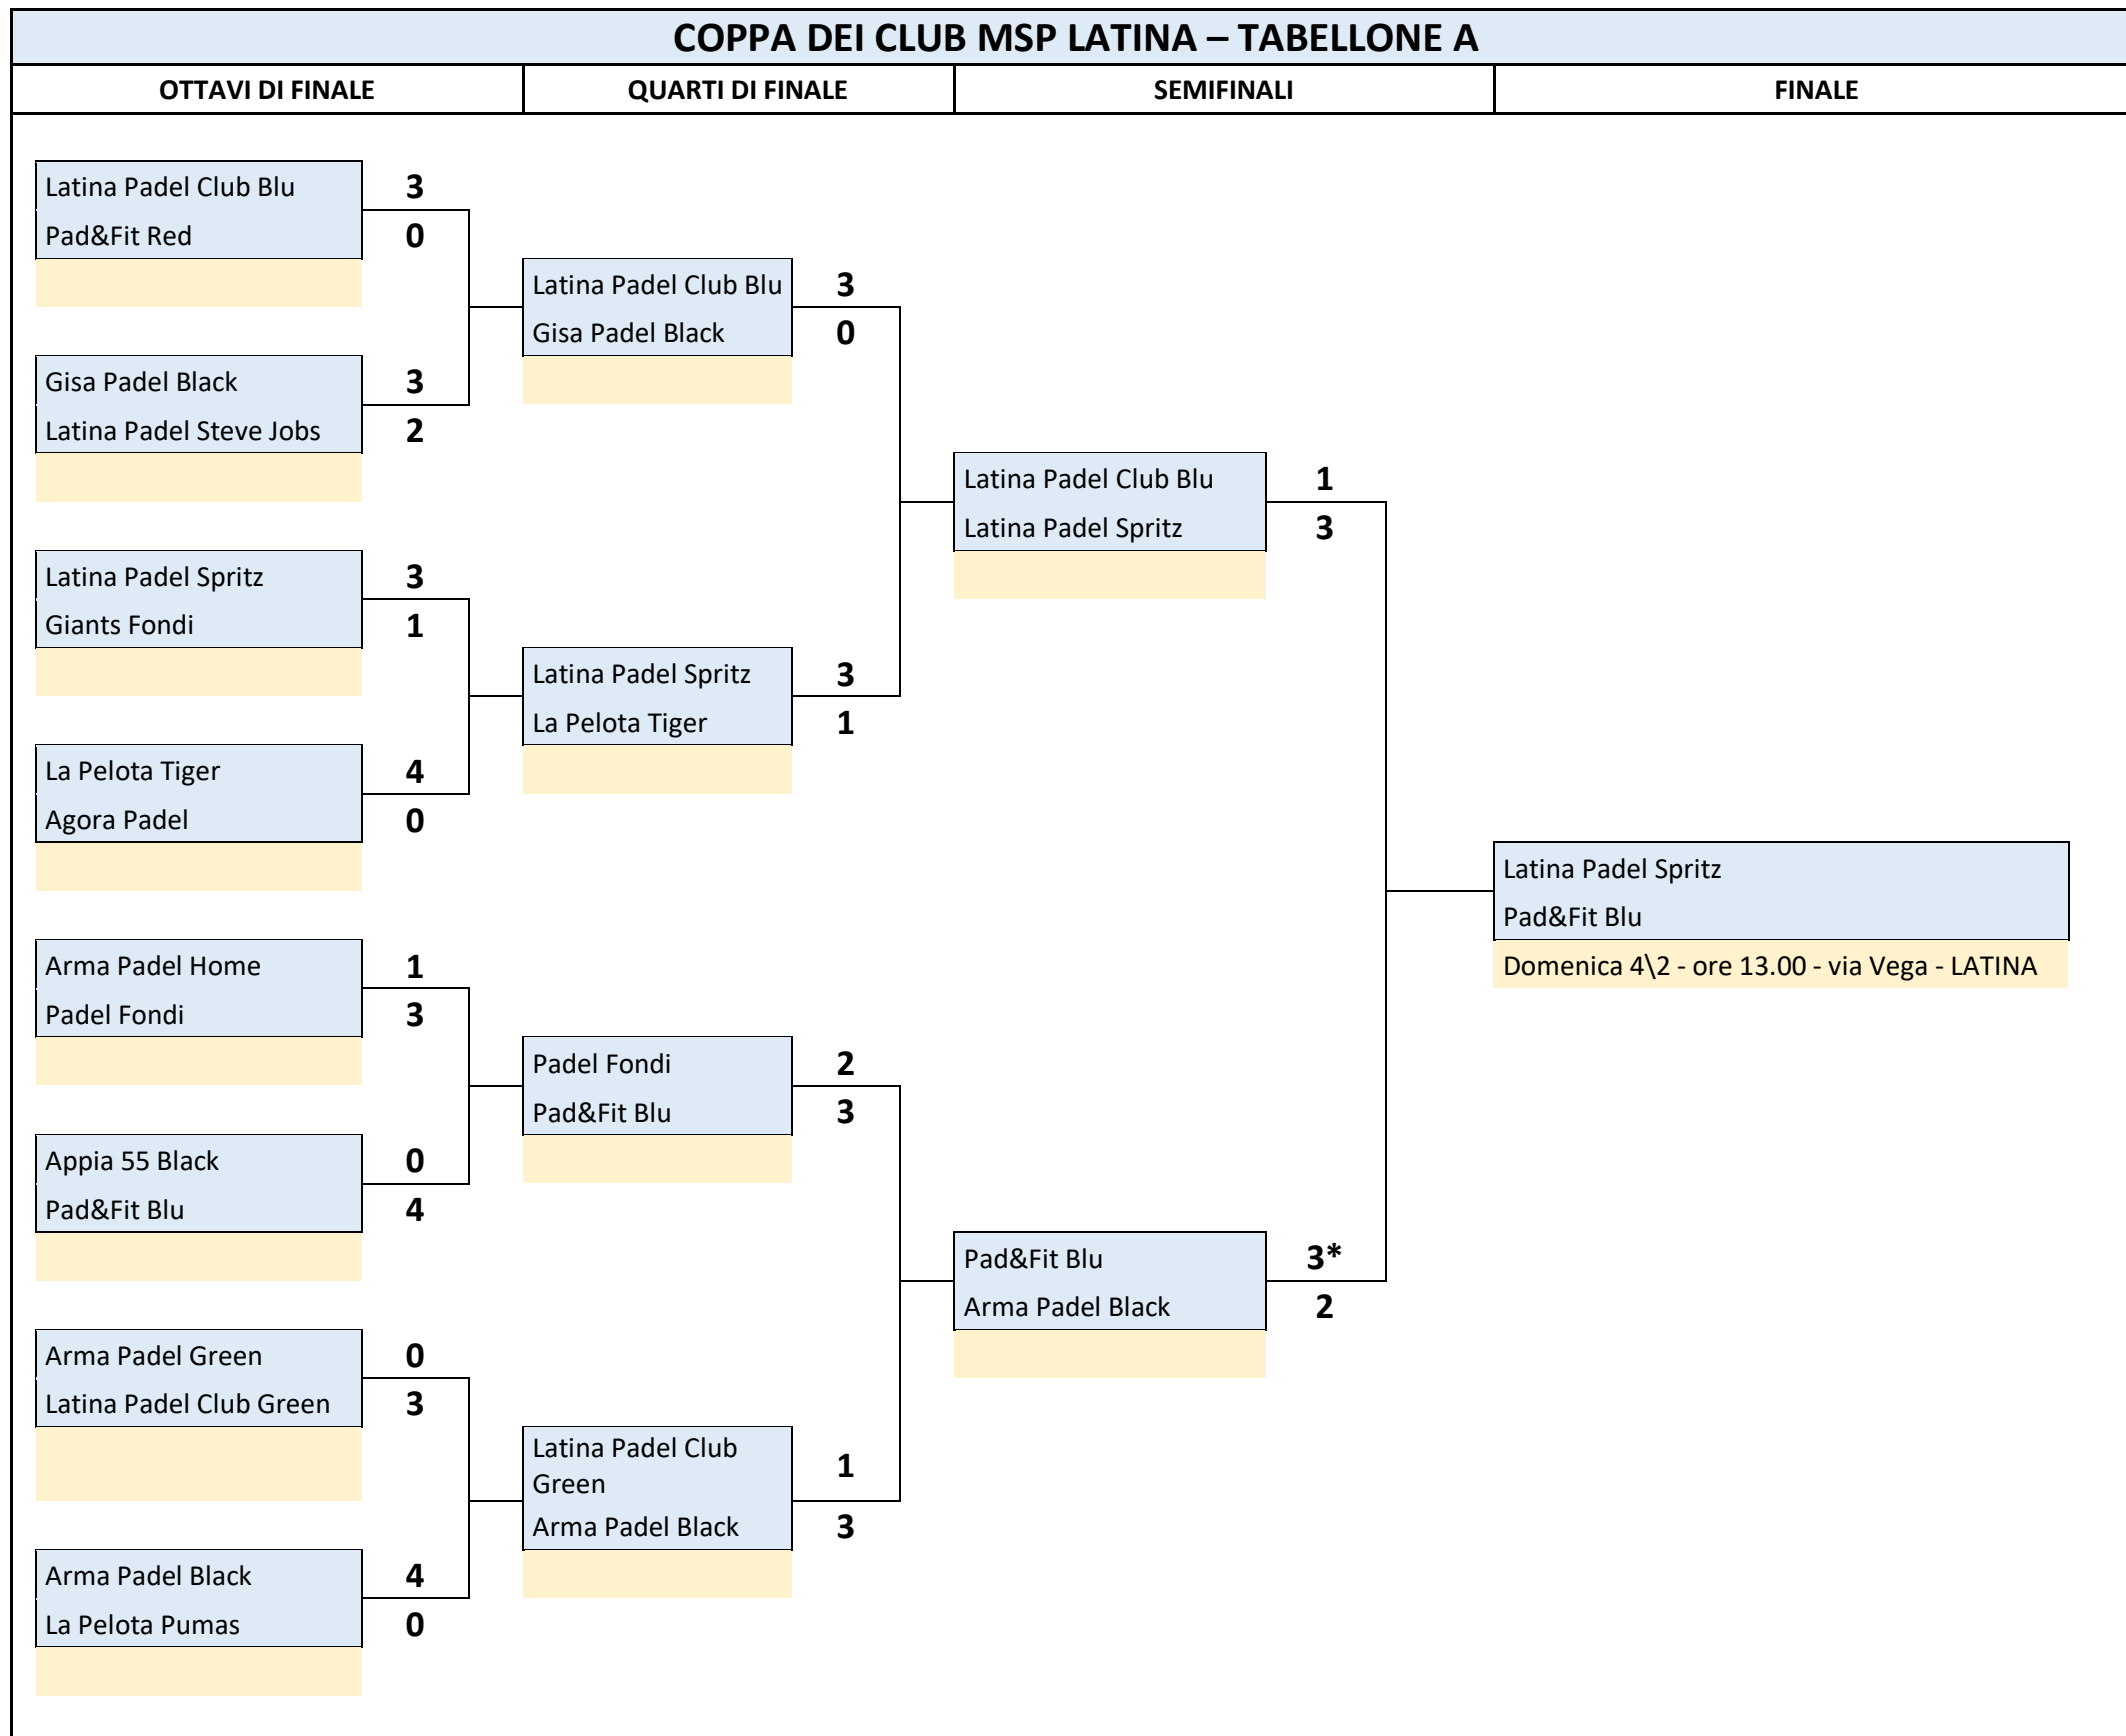 COPPA DEI CLUB MSP LATINA – TABELLONE A
OTTAVI DI FINALE
QUARTI DI FINALE
SEMIFINALI
FINALE
Latina Padel Club Blu 3
Pad&Fit Red 0
Gisa Padel Black 3
Latina Padel Steve Jobs 2
Latina Padel Spritz 3
Giants Fondi 1
La Pelota Tiger 4
Agora Padel 0
Arma Padel Home 1
Padel Fondi 3
Appia 55 Black 0
Pad&Fit Blu 4
Arma Padel Green 0
Latina Padel Club Green 3
Arma Padel Black 4
La Pelota Pumas 0
Latina Padel Club Blu 3
Gisa Padel Black 0
Latina Padel Spritz 3
La Pelota Tiger 1
Padel Fondi 2
Pad&Fit Blu 3
Latina Padel Club
Green 1
Arma Padel Black 3
Latina Padel Club Blu 1
Latina Padel Spritz 3
Pad&Fit Blu 3*
Arma Padel Black 2
Latina Padel Spritz
Pad&Fit Blu
Domenica 4\2 - ore 13.00 - via Vega - LATINA